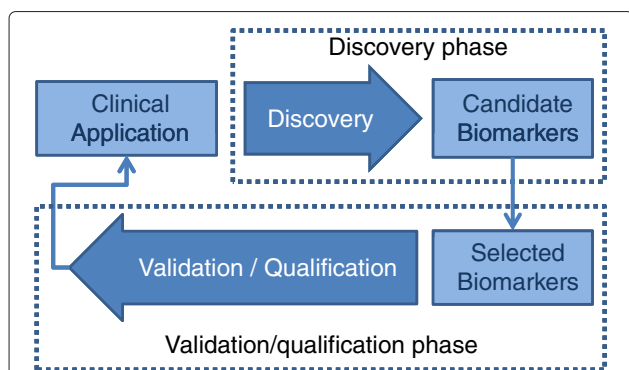 Discovery phase
Clinical
Application
Discovery
Candidate
Biomarkers
Validation / Qualification
Selected
Biomarkers
Validation/qualification phase